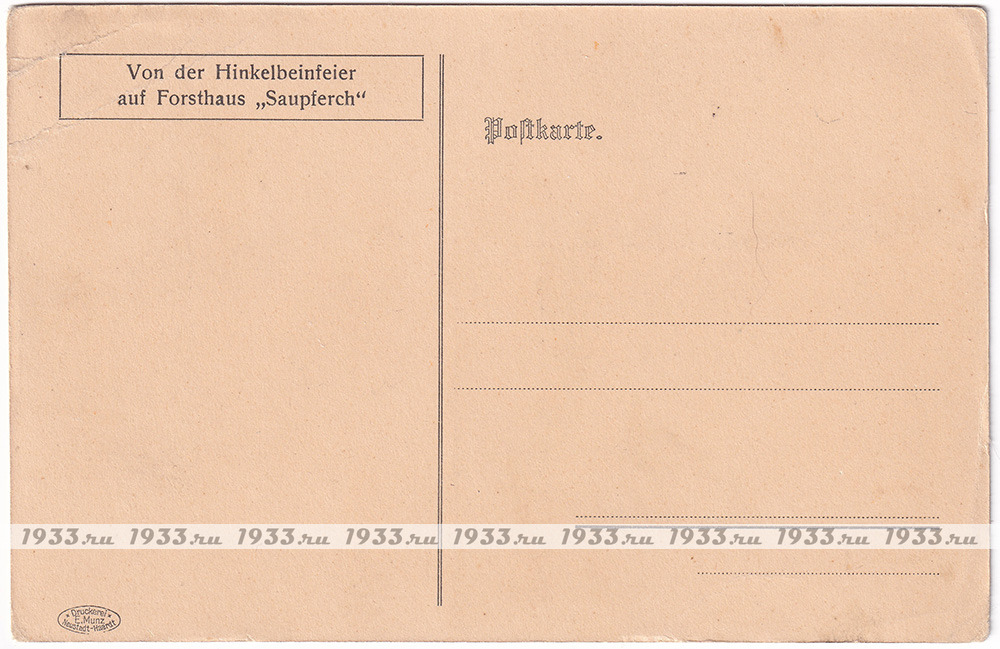 Von der Hinkelbeinfeier
auf Forsthaus „Saupferch“
Poſtkarte.
1933.ru 1933.ru 1933.ru 1933.ru 1933.ru 1933.ru 1933.ru 1933.ru 1933.ru
Druckerei
E. Munz
Neustadt-Haardt